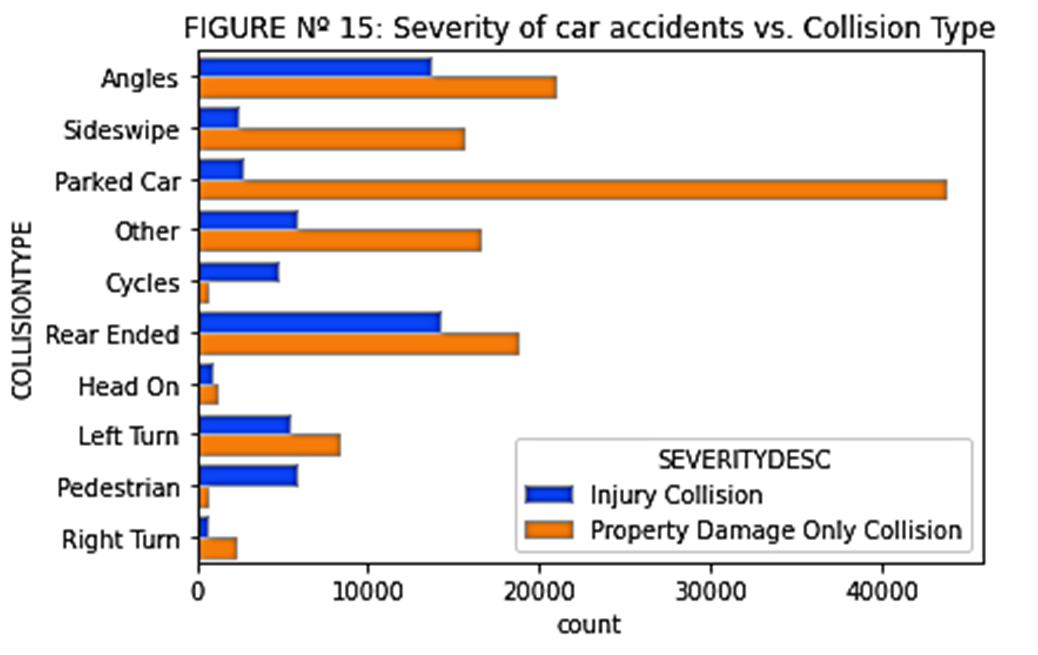 FIGURE Nº 15: Severity of car accidents vs. Collision Type
COLLISIONTYPE
Angles
Sideswipe
Parked Car
Other
Cycles
Rear Ended
Head On
Left Turn
Pedestrian
Right Turn
SEVERITYDESC
Injury Collision
Property Damage Only Collision
0 10000 20000 30000 40000
count